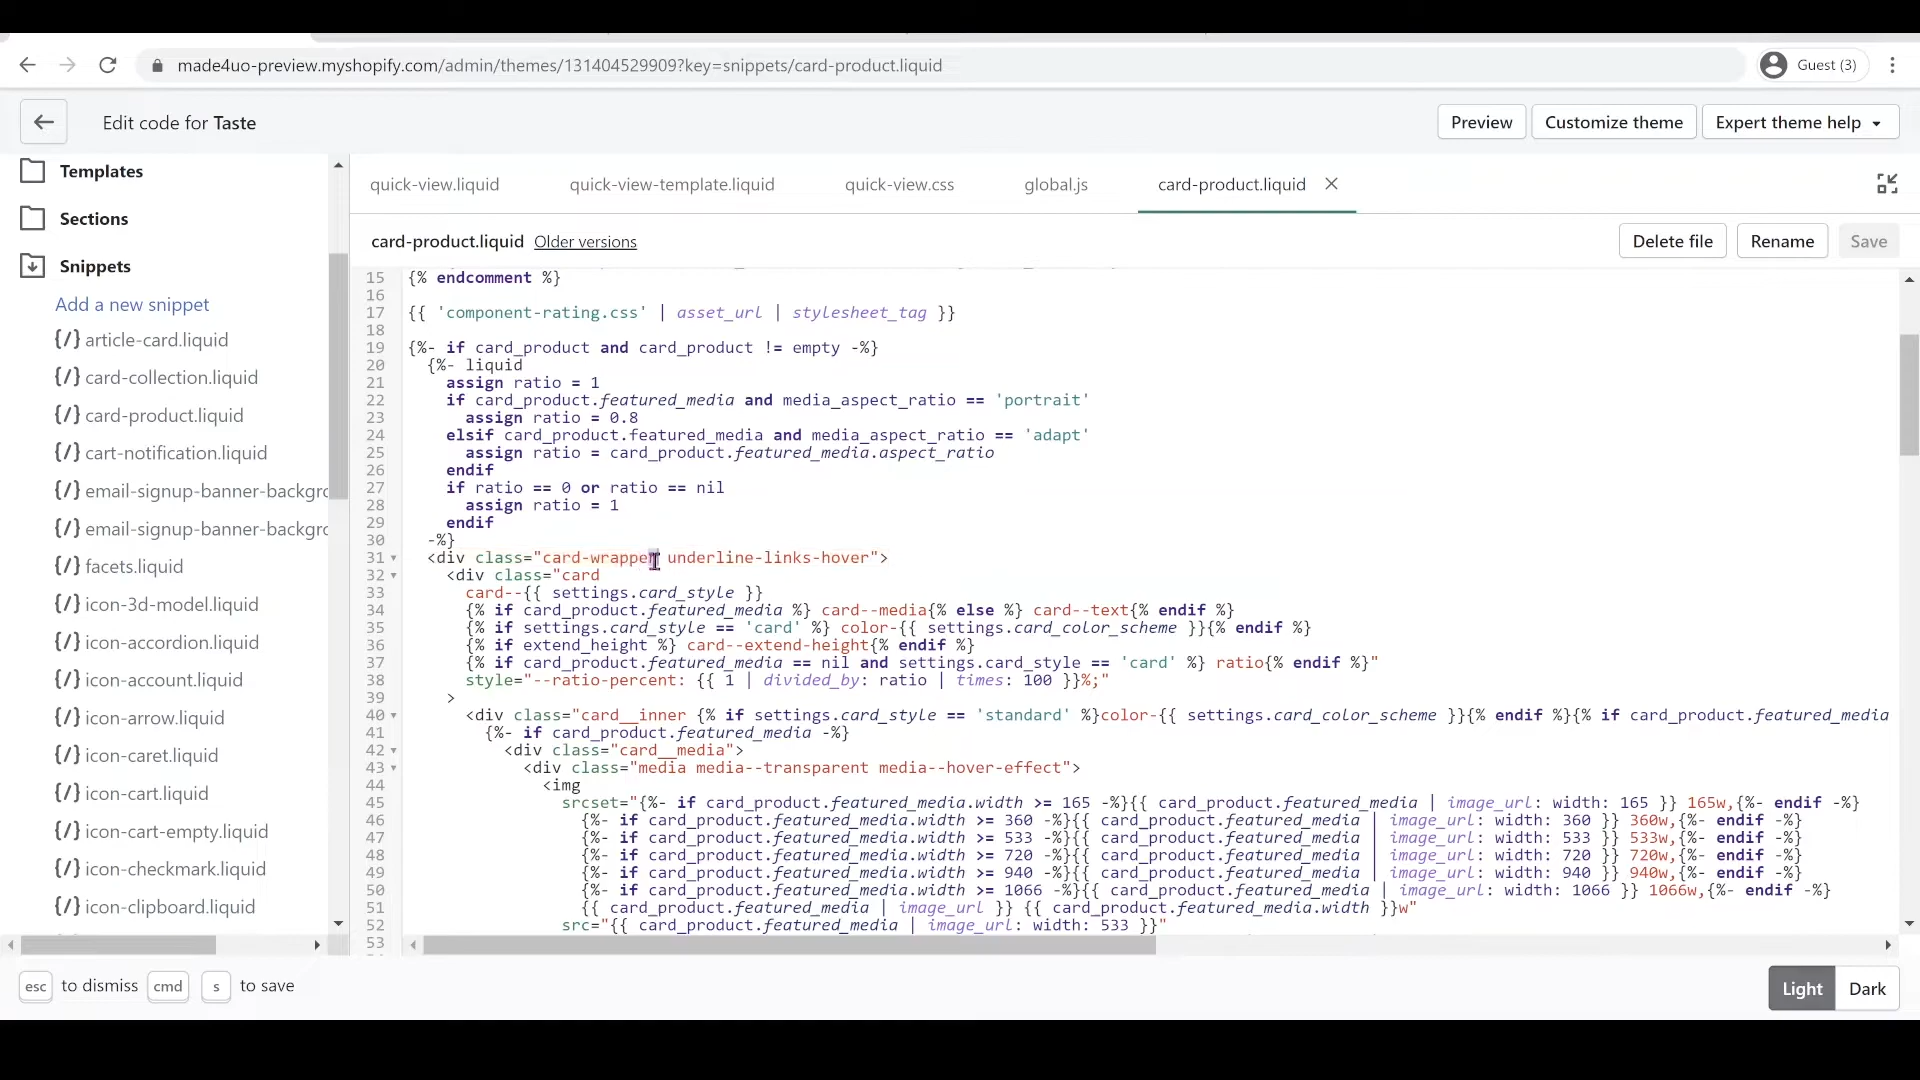 made4uo-preview.myshopify.com/admin/themes/131404529909?key=snippets/card-product.liquid
Guest (3)
Edit code for Taste
Preview
Customize theme
Expert theme help
Templates
Sections
Snippets
Add a new snippet
{/} article-card.liquid
{/} card-collection.liquid
{/} card-product.liquid
{/} cart-notification.liquid
{/} email-signup-banner-backgro
{/} email-signup-banner-backgro
{/} facets.liquid
{/} icon-3d-model.liquid
{/} icon-accordion.liquid
{/} icon-account.liquid
{/} icon-arrow.liquid
{/} icon-caret.liquid
{/} icon-cart.liquid
{/} icon-cart-empty.liquid
{/} icon-checkmark.liquid
{/} icon-clipboard.liquid
quick-view.liquid
quick-view-template.liquid
quick-view.css
global.js
card-product.liquid
card-product.liquid Older versions
Delete file
Rename
Save
15 {% endcomment %}
16
17 {{ 'component-rating.css' | asset_url | stylesheet_tag }}
18
19 {%- if card_product and card_product != empty -%}
20 {%- liquid
21 assign ratio = 1
22 if card_product.featured_media and media_aspect_ratio == 'portrait'
23 assign ratio = 0.8
24 elsif card_product.featured_media and media_aspect_ratio == 'adapt'
25 assign ratio = card_product.featured_media.aspect_ratio
26 endif
27 if ratio == 0 or ratio == nil
28 assign ratio = 1
29 endif
30 -%}
31 <div class="card-wrapper underline-links-hover">
32 <div class="card
33 card--{{ settings.card_style }}
34 {% if card_product.featured_media %} card--media{% else %} card--text{% endif %}
35 {% if settings.card_style == 'card' %} color-{{ settings.card_color_scheme }}{% endif %}
36 {% if extend_height %} card--extend-height{% endif %}
37 {% if card_product.featured_media == nil and settings.card_style == 'card' %} ratio{% endif %}"
38 style="--ratio-percent: {{ 1 | divided_by: ratio | times: 100 }}%;"
39 >
40 <div class="card__inner {% if settings.card_style == 'standard' %}color-{{ settings.card_color_scheme }}{% endif %}{% if card_product.featured_media
41 {%- if card_product.featured_media -%}
42 <div class="card__media">
43 <div class="media media--transparent media--hover-effect">
44 <img
45 srcset="{%- if card_product.featured_media.width >= 165 -%}{{ card_product.featured_media | image_url: width: 165 }} 165w,{%- endif -%}
46 {%- if card_product.featured_media.width >= 360 -%}{{ card_product.featured_media | image_url: width: 360 }} 360w,{%- endif -%}
47 {%- if card_product.featured_media.width >= 533 -%}{{ card_product.featured_media | image_url: width: 533 }} 533w,{%- endif -%}
48 {%- if card_product.featured_media.width >= 720 -%}{{ card_product.featured_media | image_url: width: 720 }} 720w,{%- endif -%}
49 {%- if card_product.featured_media.width >= 940 -%}{{ card_product.featured_media | image_url: width: 940 }} 940w,{%- endif -%}
50 {%- if card_product.featured_media.width >= 1066 -%}{{ card_product.featured_media | image_url: width: 1066 }} 1066w,{%- endif -%}
51 {{ card_product.featured_media | image_url }} {{ card_product.featured_media.width }}w"
52 src="{{ card_product.featured_media | image_url: width: 533 }}"
53
esc to dismiss cmd s to save
Light
Dark